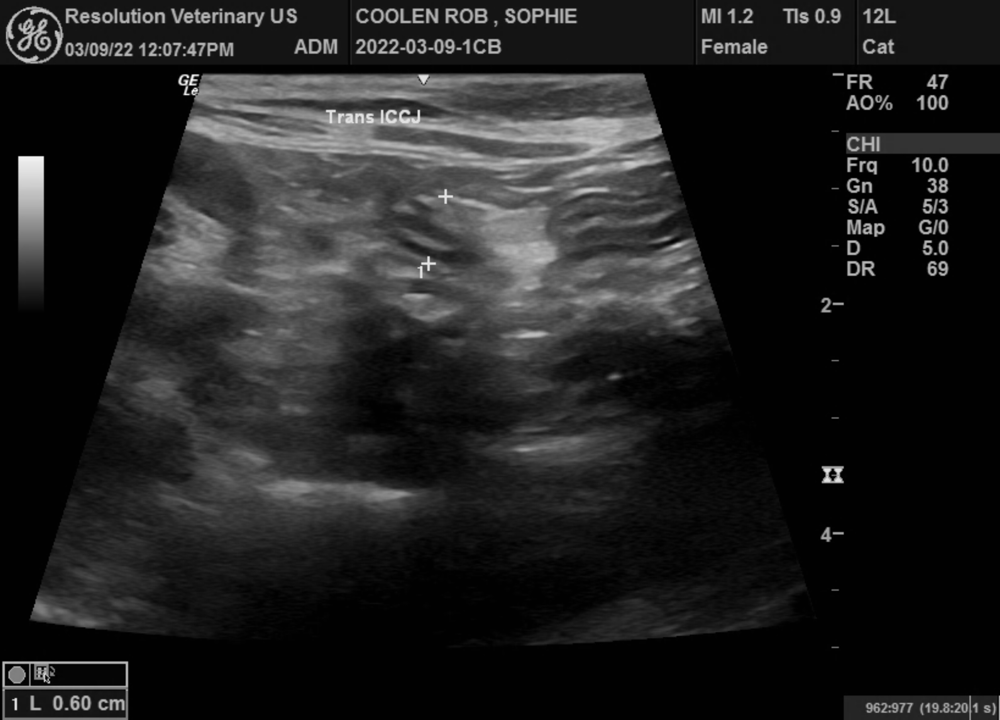 GE
Resolution Veterinary US
03/09/22 12:07:47PM ADM
COOLEN ROB , SOPHIE
2022-03-09-1CB
MI 1.2 TIs 0.9
Female
12L
Cat
GE
Le
Trans ICCJ
FR 47
AO% 100
CHI
Frq 10.0
Gn 38
S/A 5/3
Map G/0
D 5.0
DR 69
1
2
4
1 L 0.60 cm
962:977 (19.8:20.1 s)